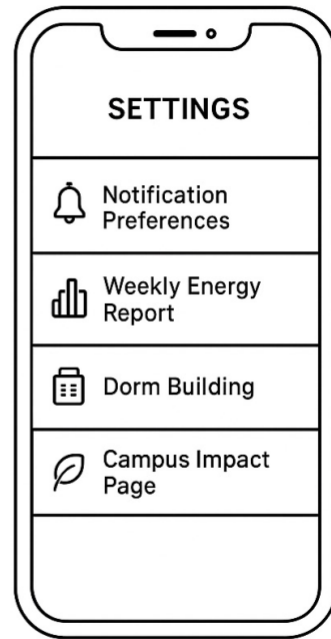 SETTINGS
Notification
Preferences
Weekly Energy
Report
Dorm Building
Campus Impact
Page